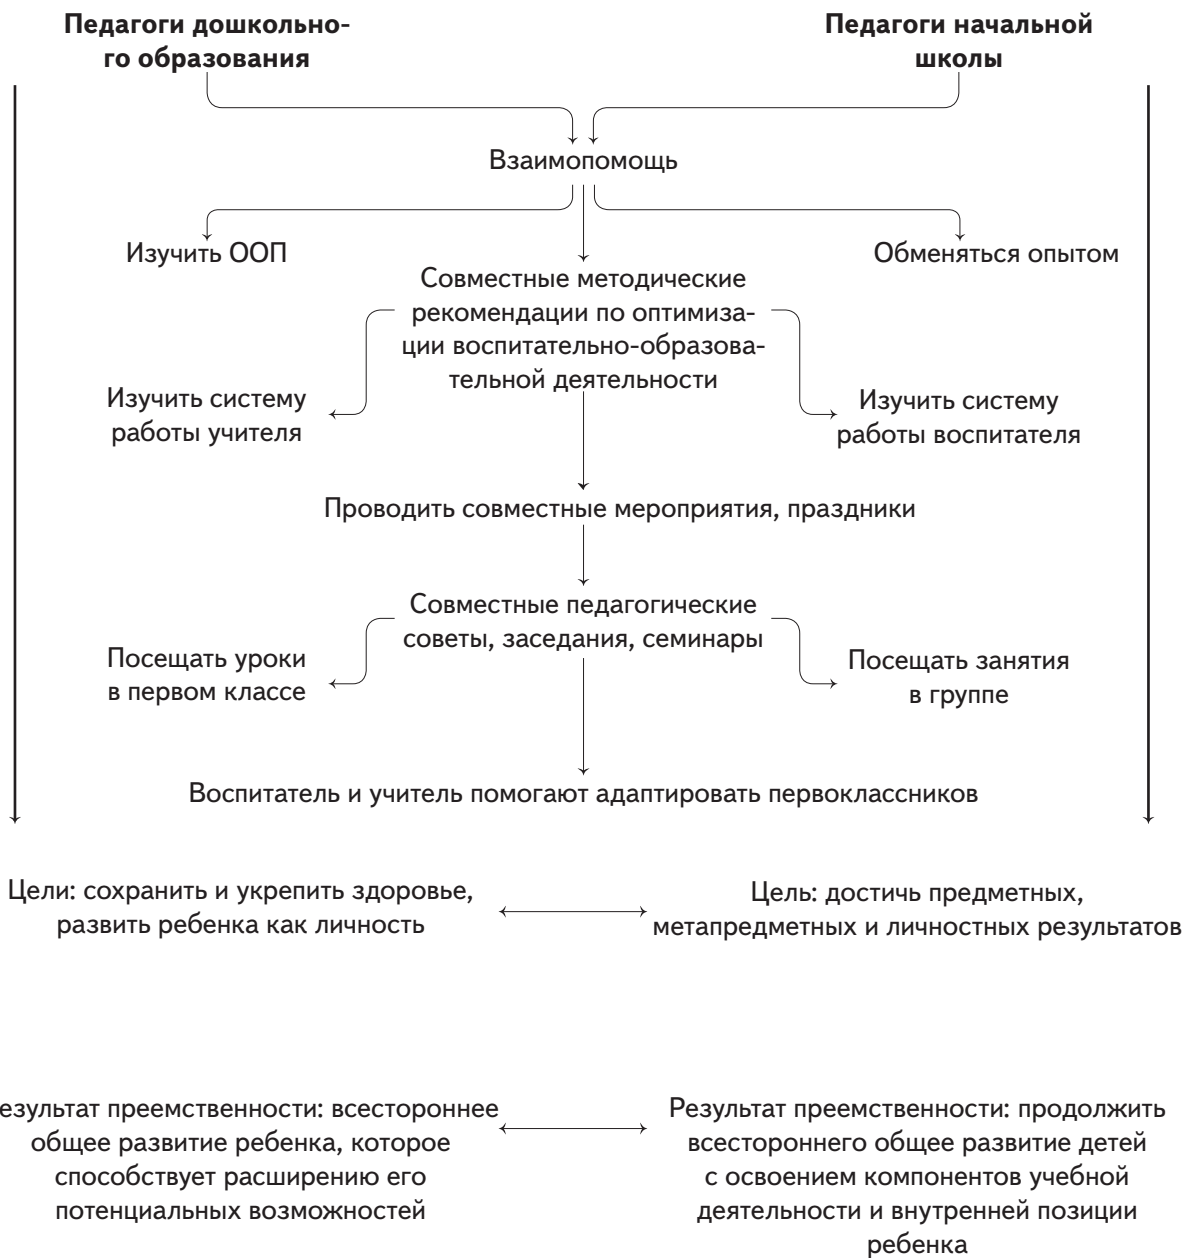 Педагоги дошкольно-
го образования
Педагоги начальной
школы
Взаимопомощь
Изучить ООП
Обменяться опытом
Совместные методические
рекомендации по оптимиза-
ции воспитательно-образова-
тельной деятельности
Изучить систему
работы учителя
Изучить систему
работы воспитателя
Проводить совместные мероприятия, праздники
Совместные педагогические
советы, заседания, семинары
Посещать уроки
в первом классе
Посещать занятия
в группе
Воспитатель и учитель помогают адаптировать первоклассников
Цели: сохранить и укрепить здоровье,
развить ребенка как личность
Цель: достичь предметных,
метапредметных и личностных результатов
езультат преемственности: всестороннее
общее развитие ребенка, которое
способствует расширению его
потенциальных возможностей
Результат преемственности: продолжить
всестороннего общее развитие детей
с освоением компонентов учебной
деятельности и внутренней позиции
ребенка